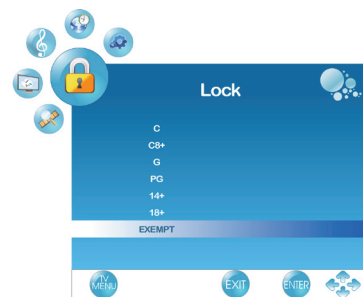 Lock
C
C8+
G
PG
14+
18+
EXEMPT
TV
MENU
EXIT
ENTER